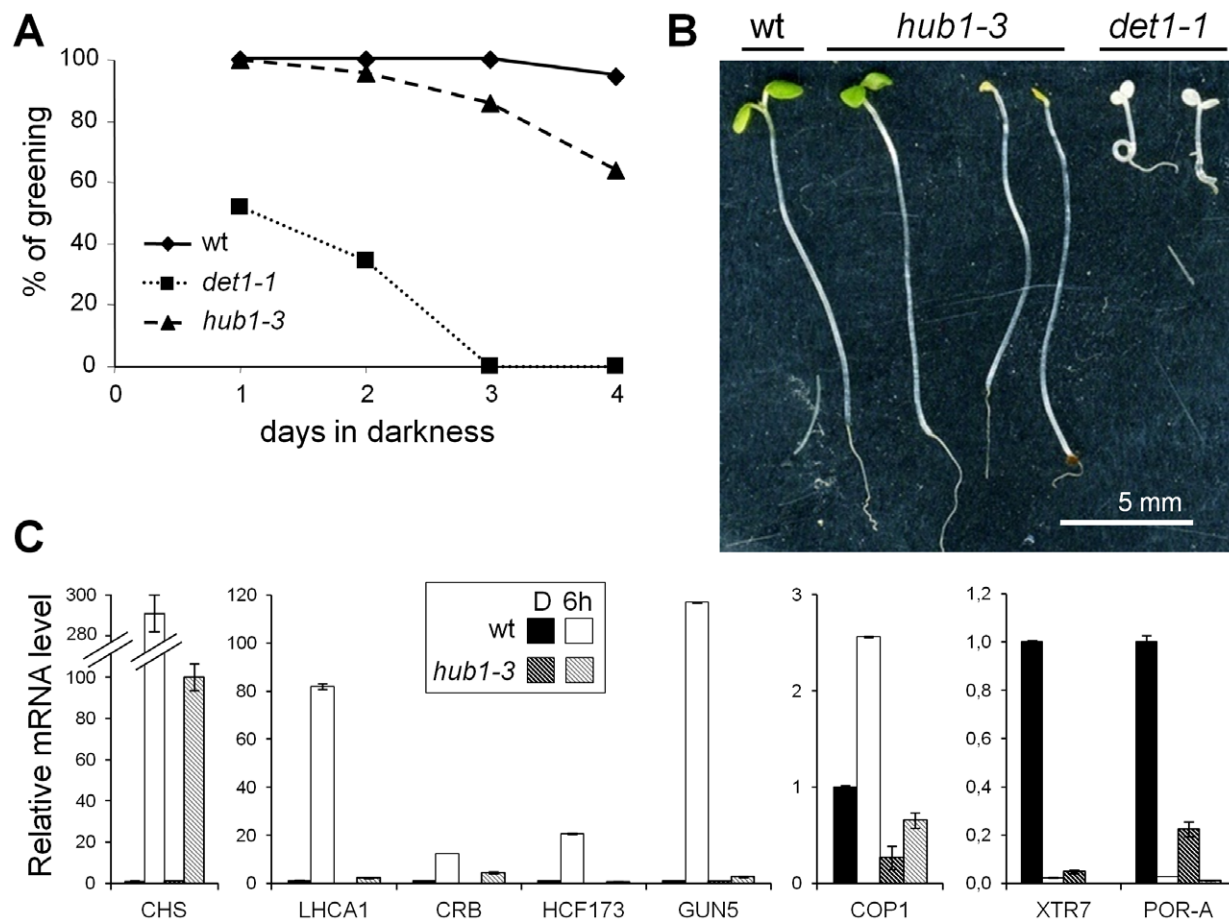 A
100
80
60
40
20
0
% of greening
wt
det1-1
hub1-3
0 1 2 3 4
days in darkness
B
wt hub1-3 det1-1
5 mm
C
Relative mRNA level
300
280
100
80
60
40
20
0
CHS
120
100
80
60
40
20
0
LHCA1 CRB HCF173 GUN5
D 6h
wt
hub1-3
3
2
1
0
COP1
1,2
1,0
0,8
0,6
0,4
0,2
0,0
XTR7 POR-A